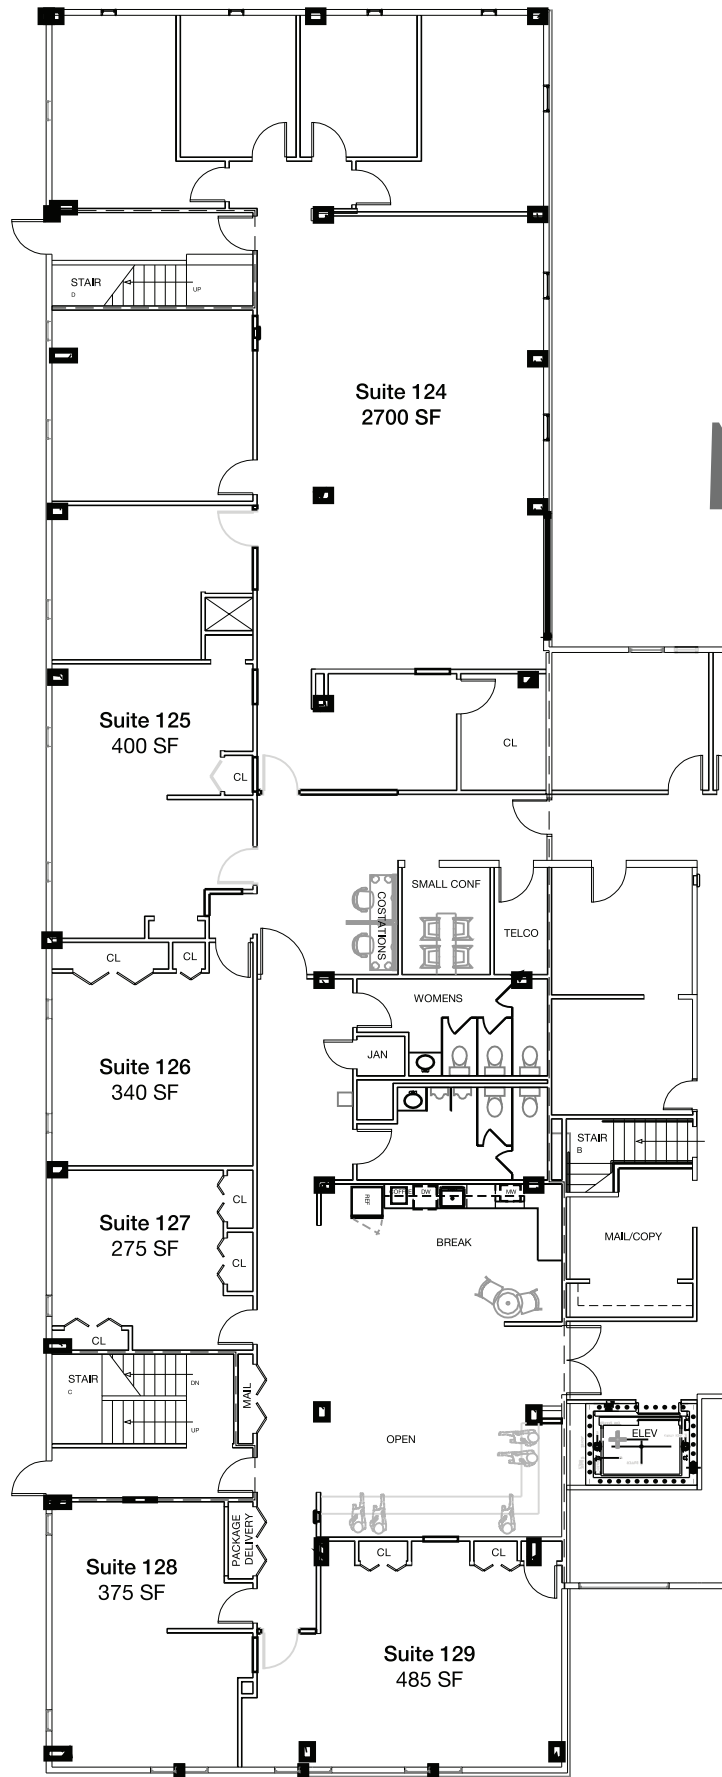 STAIR
D
UP
Suite 124
2700 SF
Suite 125
400 SF
CL
CL
SMALL CONF
COSTATIONS
TELCO
CL
CL
WOMENS
Suite 126
340 SF
JAN
STAIR
B
CL
REF
DW
MW
Suite 127
275 SF
BREAK
MAIL/COPY
CL
CL
STAIR
C
DN
UP
MAIL
OPEN
ELEV
PACKAGE
DELIVERY
Suite 128
375 SF
CL
CL
Suite 129
485 SF